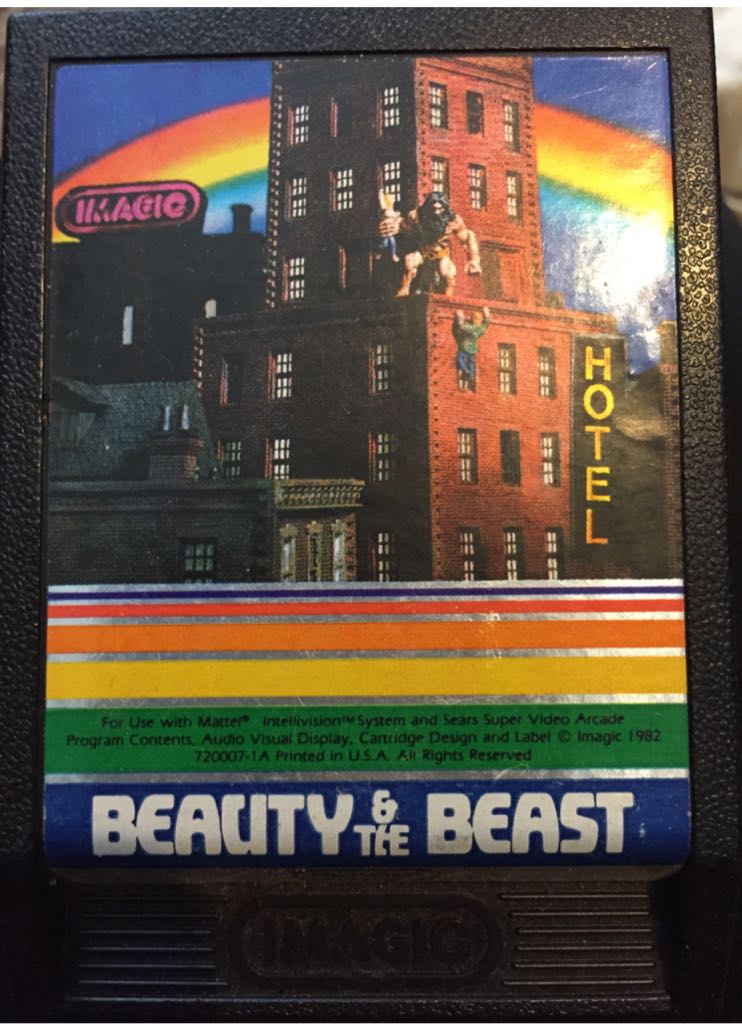 IMAGIC
HOTEL
For Use with Mattel® Intellivision™ System and Sears Super Video Arcade
Program Contents, Audio Visual Display, Cartridge Design and Label © Imagic 1982
720007-1A Printed in U.S.A. All Rights Reserved
BEAUTY & THE BEAST
IMAGIC